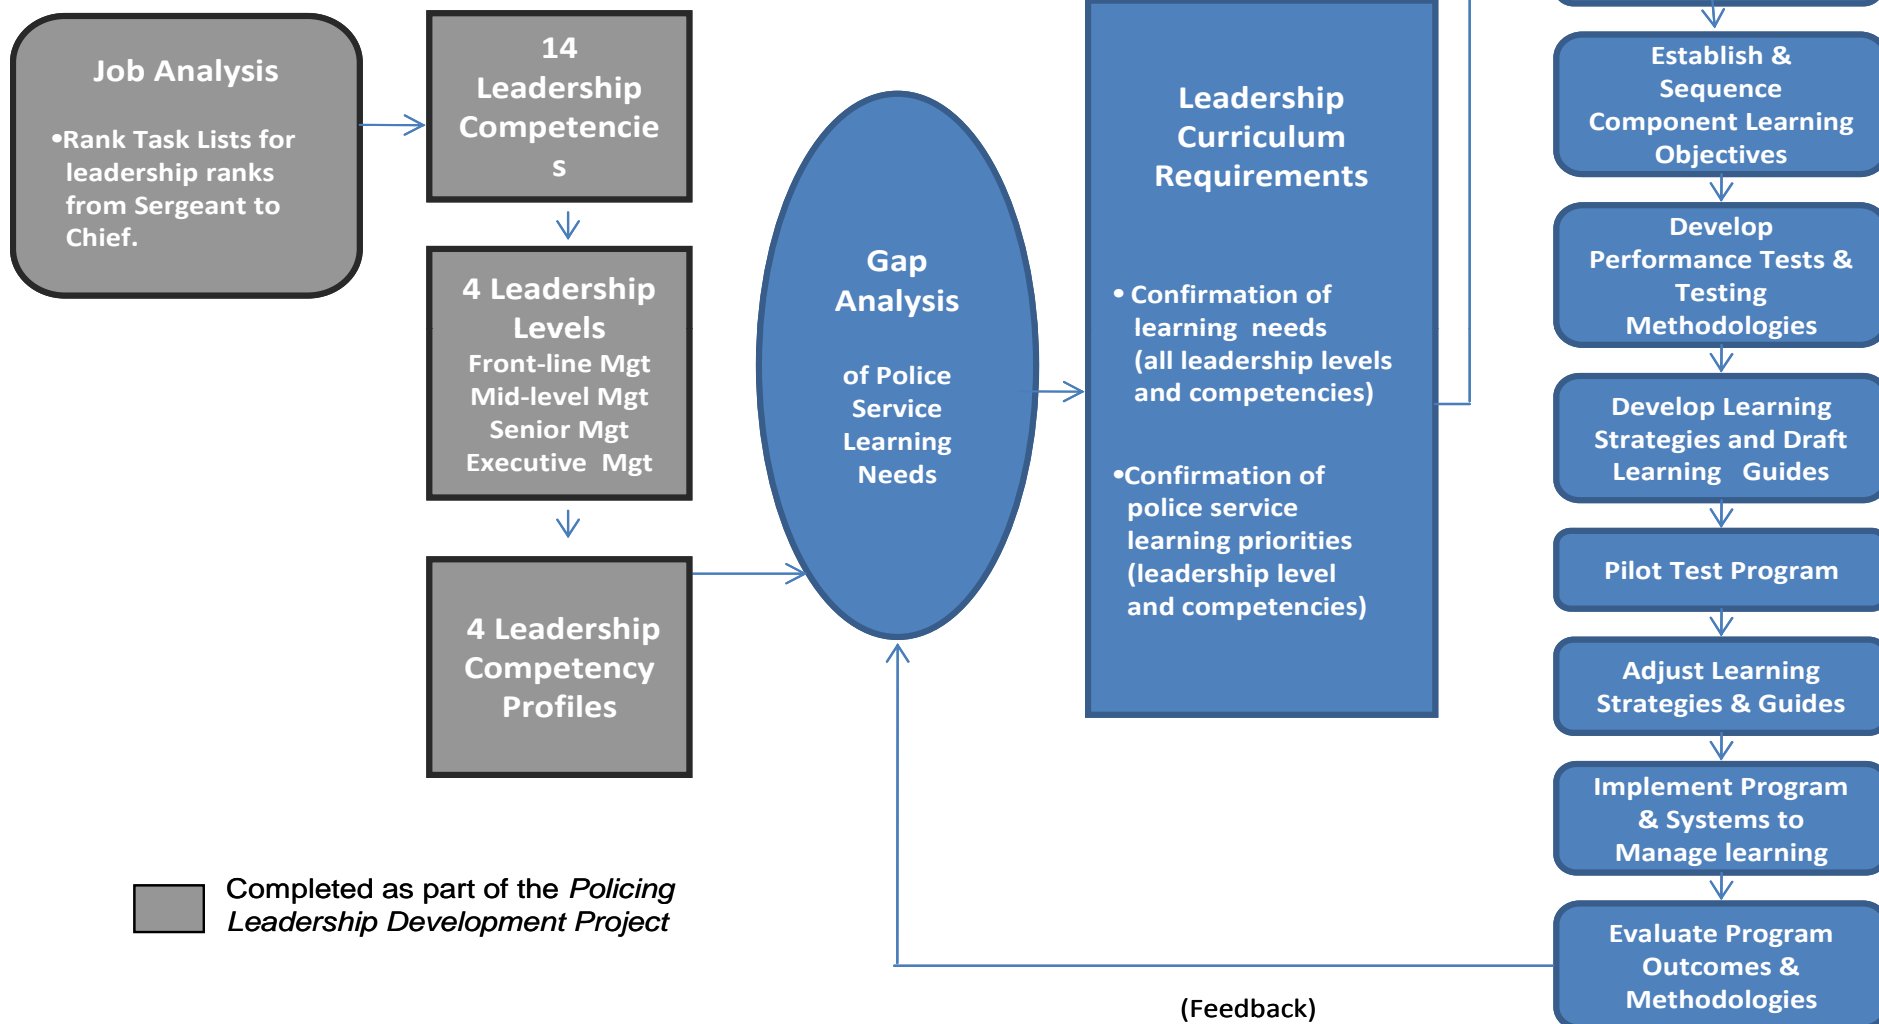 Job Analysis
•Rank Task Lists for
leadership ranks
from Sergeant to
Chief.
14
Leadership
Competencie
s
4 Leadership
Levels
Front-line Mgt
Mid-level Mgt
Senior Mgt
Executive Mgt
4 Leadership
Competency
Profiles
Gap
Analysis
of Police
Service
Learning
Needs
Leadership
Curriculum
Requirements
• Confirmation of
learning needs
(all leadership levels
and competencies)
•Confirmation of
police service
learning priorities
(leadership level
and competencies)
Establish &
Sequence
Component Learning
Objectives
Develop
Performance Tests &
Testing
Methodologies
Develop Learning
Strategies and Draft
Learning Guides
Pilot Test Program
Adjust Learning
Strategies & Guides
Implement Program
& Systems to
Manage learning
Evaluate Program
Outcomes &
Methodologies
(Feedback)
Completed as part of the Policing
Leadership Development Project